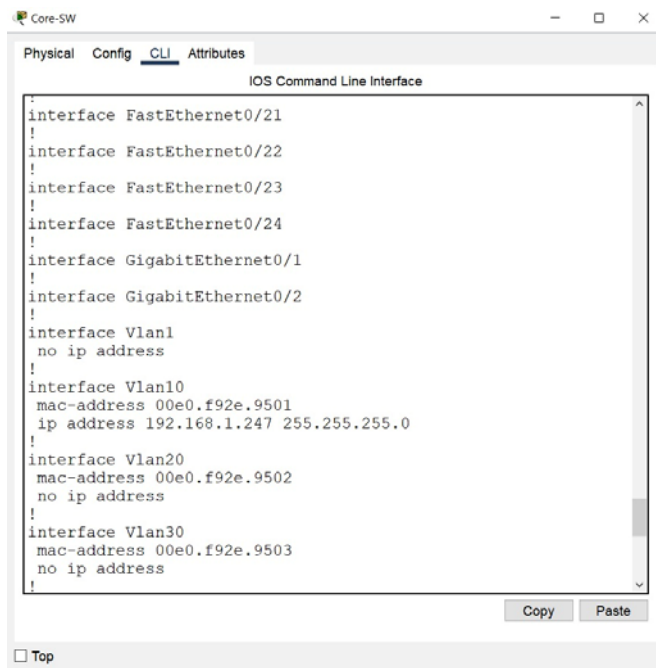 Core-SW
Physical Config CLI Attributes
IOS Command Line Interface
!
interface FastEthernet0/21
!
interface FastEthernet0/22
!
interface FastEthernet0/23
!
interface FastEthernet0/24
!
interface GigabitEthernet0/1
!
interface GigabitEthernet0/2
!
interface Vlan1
 no ip address
!
interface Vlan10
 mac-address 00e0.f92e.9501
 ip address 192.168.1.247 255.255.255.0
!
interface Vlan20
 mac-address 00e0.f92e.9502
 no ip address
!
interface Vlan30
 mac-address 00e0.f92e.9503
 no ip address
!
Copy Paste
Top